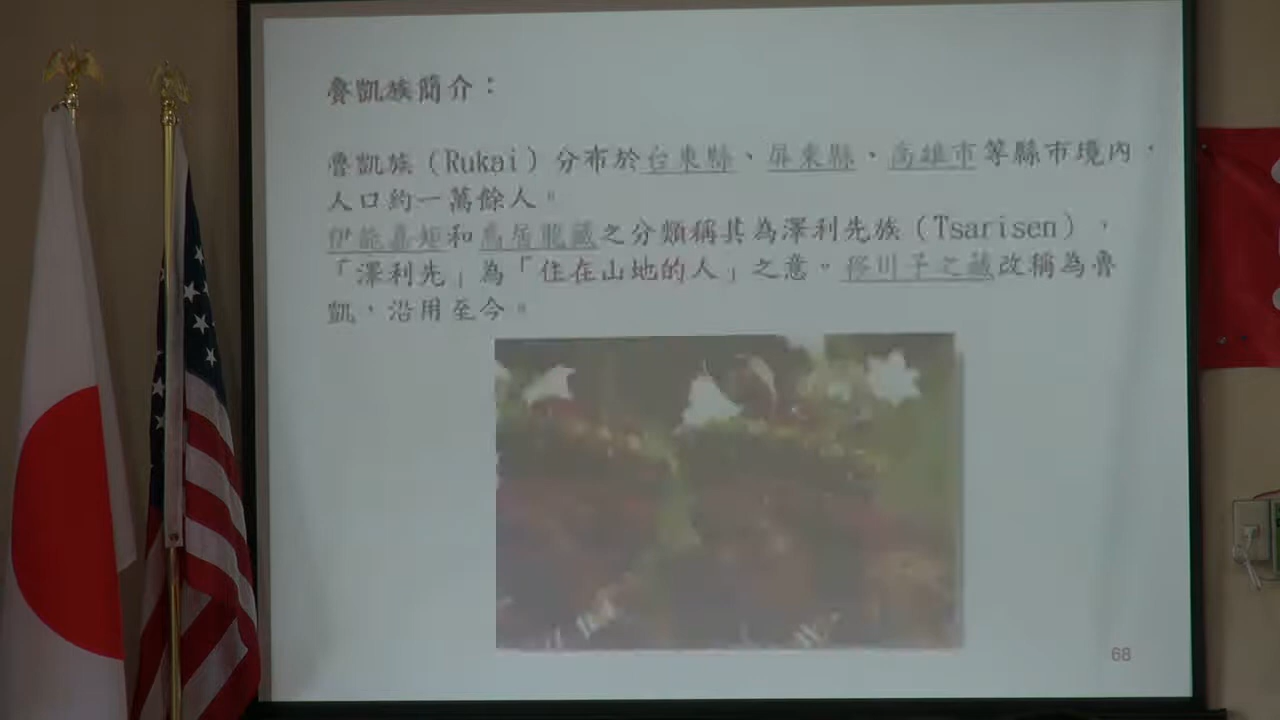 魯凱族簡介：
魯凱族（Rukai）分布於台東縣、屏東縣、高雄市等縣市境內，
人口約一萬餘人。
伊能嘉矩和鳥居龍藏之分類稱其為澤利先族（Tsarisen），
「澤利先」為「住在山地的人」之意。移川子之藏改稱為魯
凱，沿用至今。
68